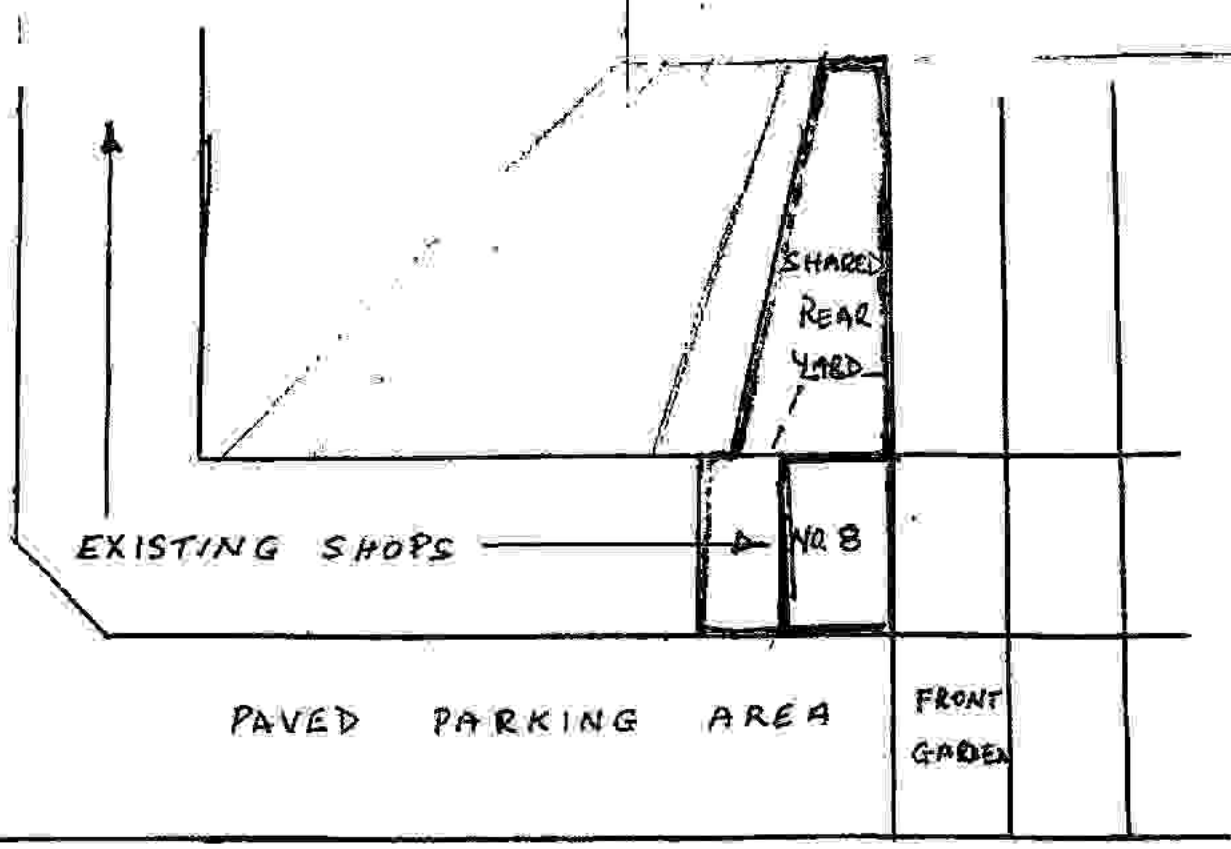 SHARED
REAR
YARD
EXISTING SHOPS
NO. 8
PAVED PARKING AREA
FRONT
GARDEN